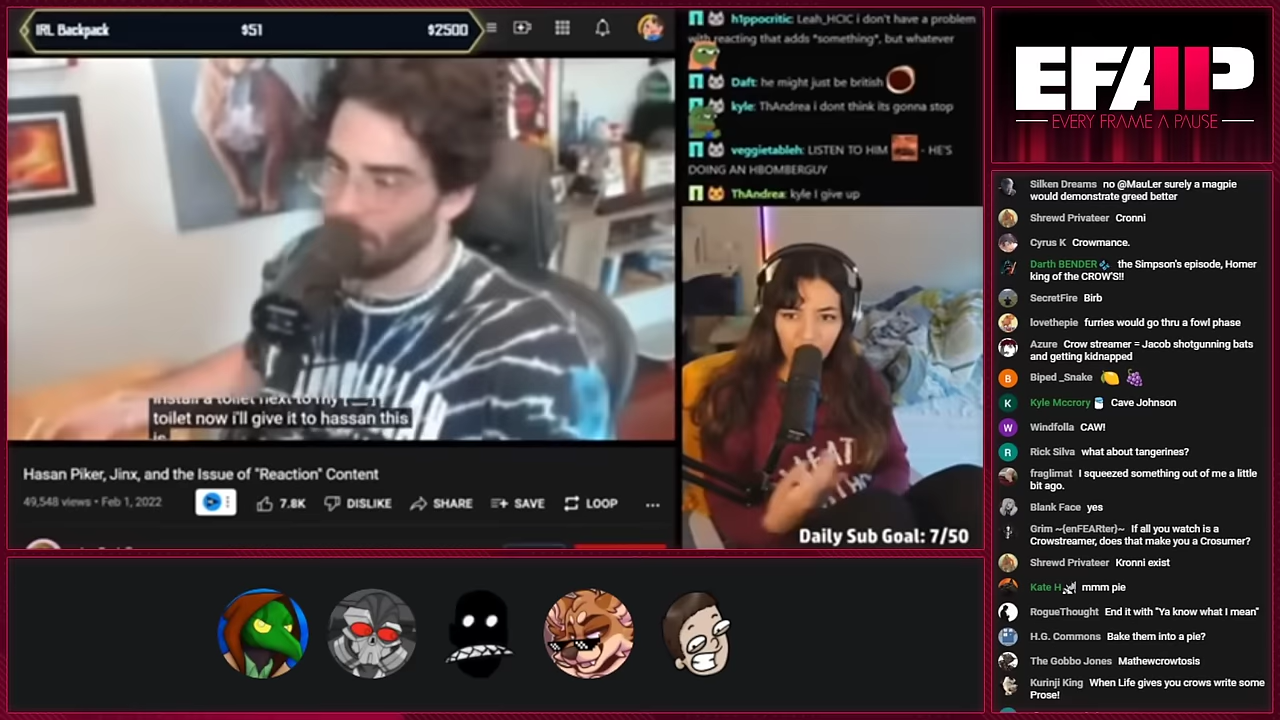 IRL Backpack $51 $2500
toilet now i'll give it to hassan this
Hasan Piker, Jinx, and the Issue of "Reaction" Content
49,548 views • Feb 1, 2022
7.8K DISLIKE SHARE SAVE LOOP
h1ppocritic: Leah_HCIC i don't have a problem
with reacting that adds *something*, but whatever
Daft: he might just be british
kyle: ThAndrea i dont think its gonna stop
veggietableh: LISTEN TO HIM - HE'S
DOING AN HBOMBERGUY
ThAndrea: kyle I give up
Daily Sub Goal: 7/50
EFAP
EVERY FRAME A PAUSE
Silken Dreams no @MauLer surely a magpie
would demonstrate greed better
Shrewd Privateer Cronni
Cyrus K Crowmance.
Darth BENDER the Simpson's episode, Homer
king of the CROW'S!!
SecretFire Birb
lovethepie furries would go thru a fowl phase
Azure Crow streamer = Jacob shotgunning bats
and getting kidnapped
B Biped _Snake
K Kyle Mccrory Cave Johnson
W Windfolla CAW!
R Rick Silva what about tangerines?
fraglimat I squeezed something out of me a little
bit ago.
Blank Face yes
Grim ~{enFEARter}~ If all you watch is a
Crowstreamer, does that make you a Crosumer?
Shrewd Privateer Kronni exist
Kate H mmm pie
RogueThought End it with "Ya know what I mean"
H.G. Commons Bake them into a pie?
The Gobbo Jones Mathewcrowtosis
Kurinji King When Life gives you crows write some
Prose!